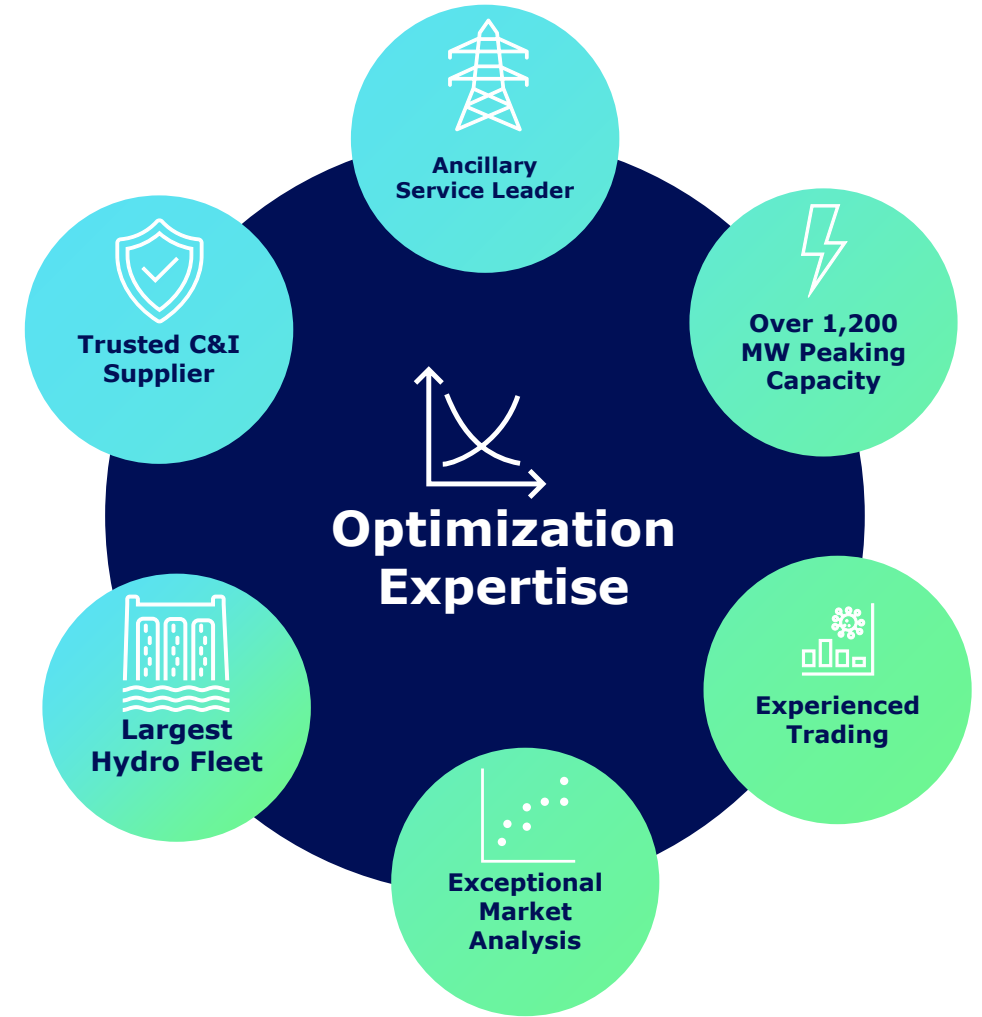 Ancillary
Service Leader
Over 1,200
MW Peaking
Capacity
Experienced
Trading
Exceptional
Market
Analysis
Largest
Hydro Fleet
Trusted C&I
Supplier
Optimization
Expertise